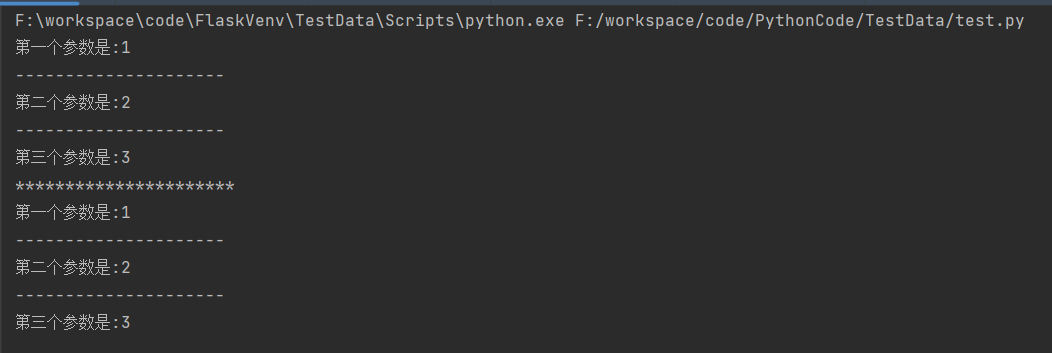 F:\workspace\code\FlaskVenv\TestData\Scripts\python.exe F:/workspace/code/PythonCode/TestData/test.py
第一个参数是:1
---------------------
第二个参数是:2
---------------------
第三个参数是:3
**********************
第一个参数是:1
---------------------
第二个参数是:2
---------------------
第三个参数是:3